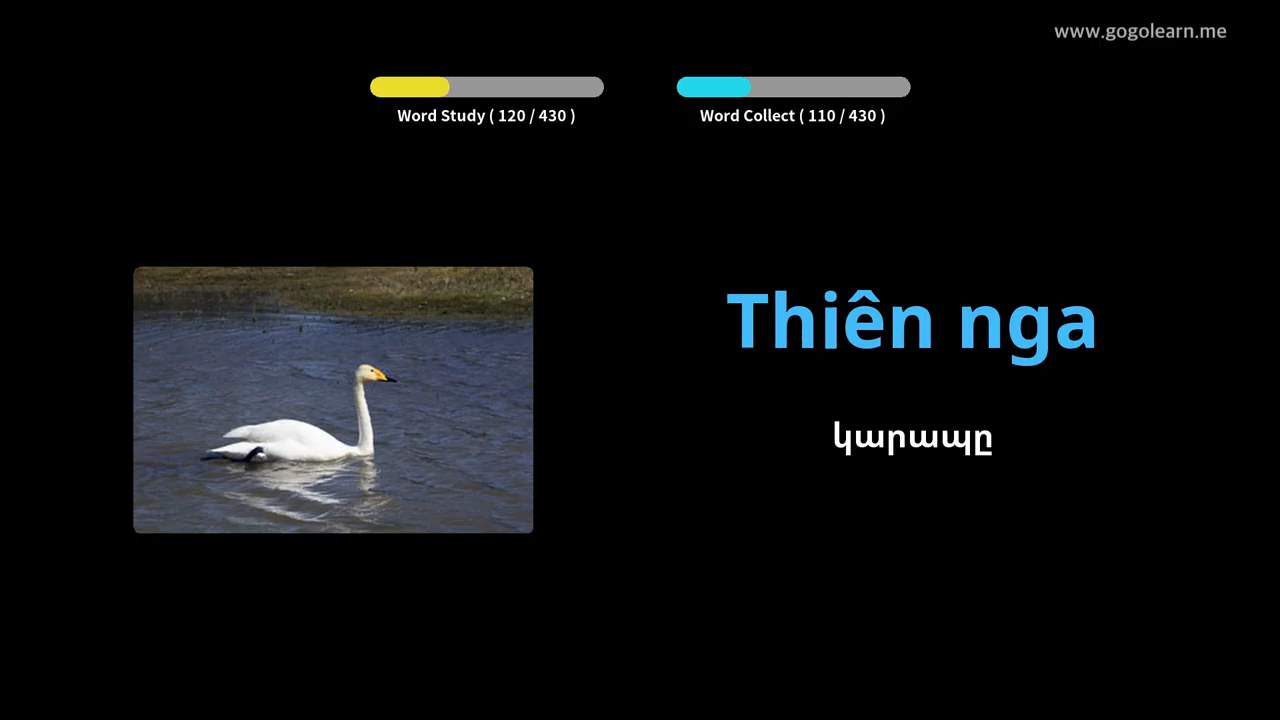 www.gogolearn.me
Word Study ( 120 / 430 )
Word Collect ( 110 / 430 )
Thiên nga
կարապը